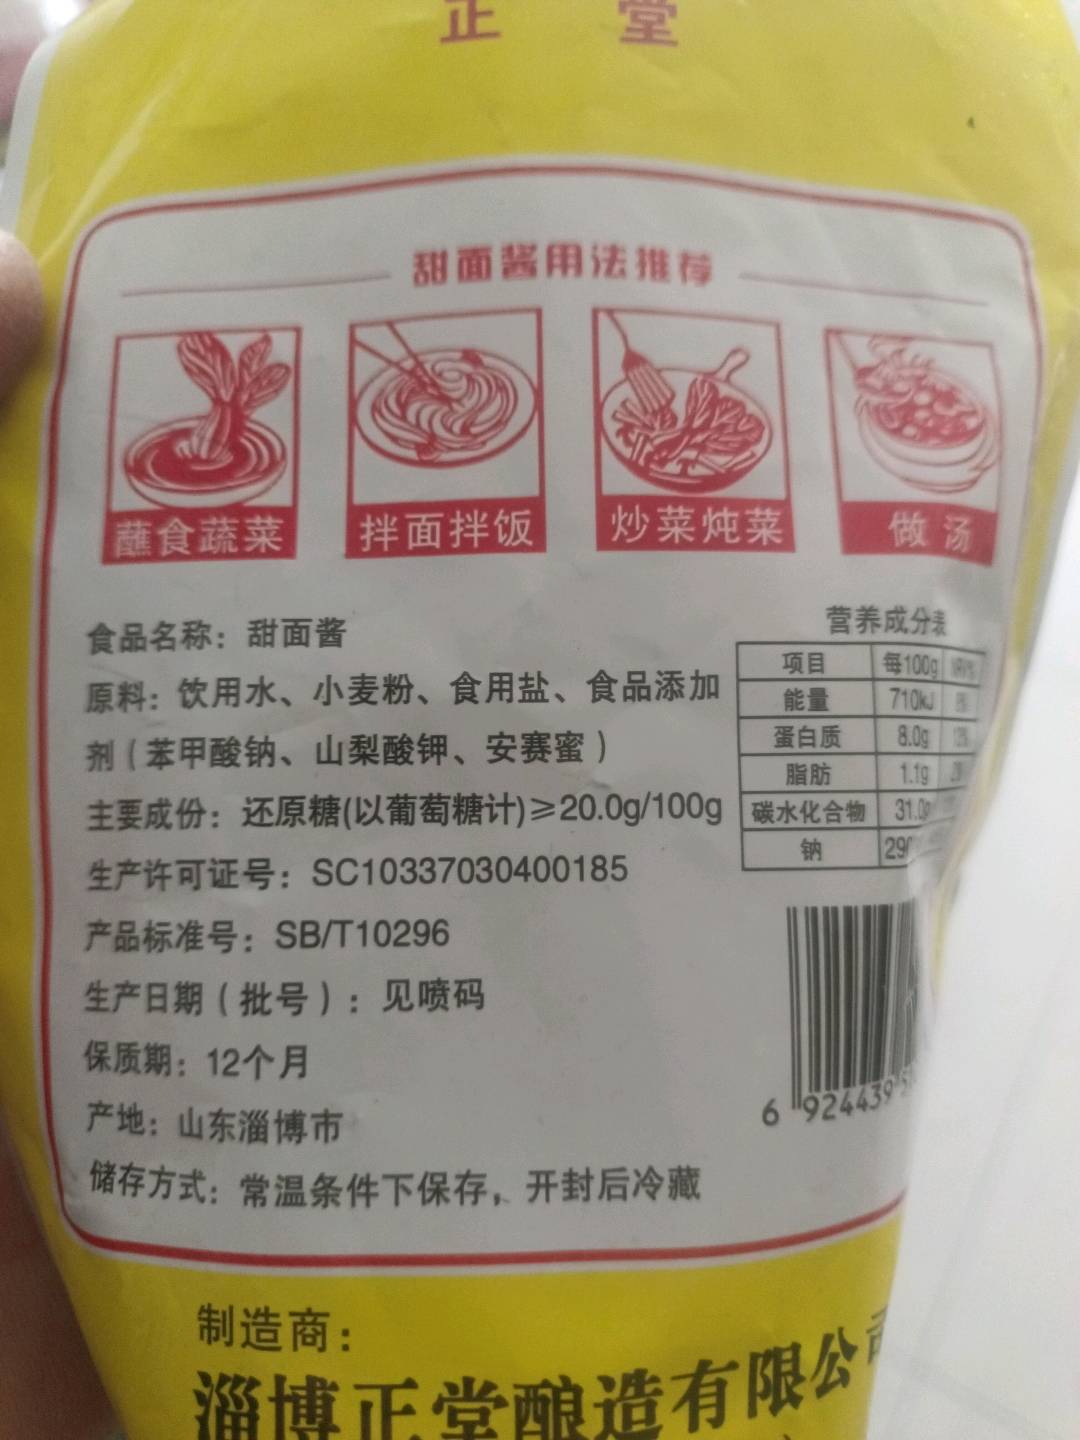 正堂
甜面酱用法推荐
蘸食蔬菜
拌面拌饭
炒菜炖菜
做汤
食品名称：甜面酱
原料：饮用水、小麦粉、食用盐、食品添加
剂（苯甲酸钠、山梨酸钾、安赛蜜）
主要成份：还原糖(以葡萄糖计)≥20.0g/100g
生产许可证号：SC10337030400185
产品标准号：SB/T10296
生产日期（批号）：见喷码
保质期：12个月
产地：山东淄博市
储存方式：常温条件下保存，开封后冷藏
营养成分表
项目 每100g NRV%
能量 710kJ
蛋白质 8.0g
脂肪 1.1g
碳水化合物 31.0g
钠
6 924439
制造商：
淄博正堂酿造有限公司